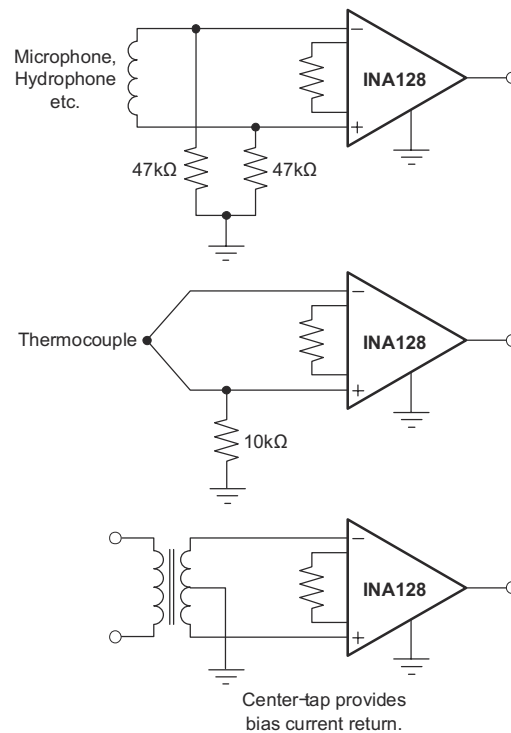 Microphone,
Hydrophone
etc.
−
INA128
+
47kΩ
47kΩ
Thermocouple
−
INA128
+
10kΩ
−
INA128
+
Center−tap provides
bias current return.